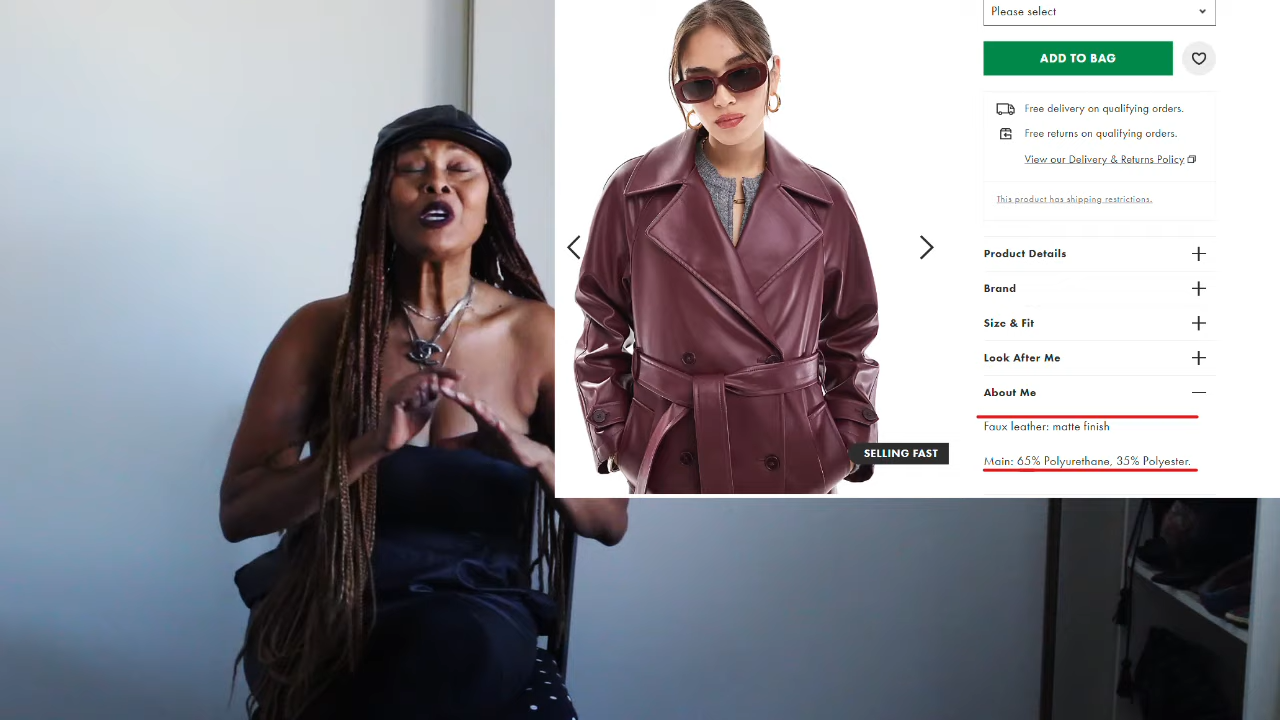 Please select
ADD TO BAG
Free delivery on qualifying orders.
Free returns on qualifying orders.
View our Delivery & Returns Policy
This product has shipping restrictions.
Product Details
Brand
Size & Fit
Look After Me
About Me
Faux leather: matte finish
SELLING FAST
Main: 65% Polyurethane, 35% Polyester.